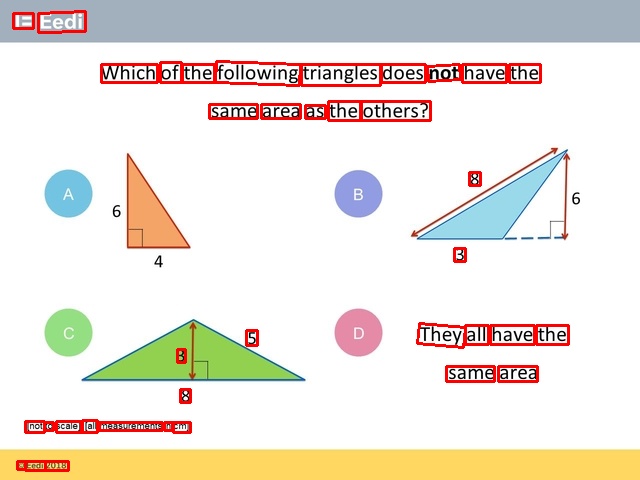 Eedi
Which of the following triangles does not have the
same area as the others?
A
6
4
B
8
6
3
C
5
3
8
D
They all have the
same area
[not to scale] [all measurements in cm]
© Eedi 2018